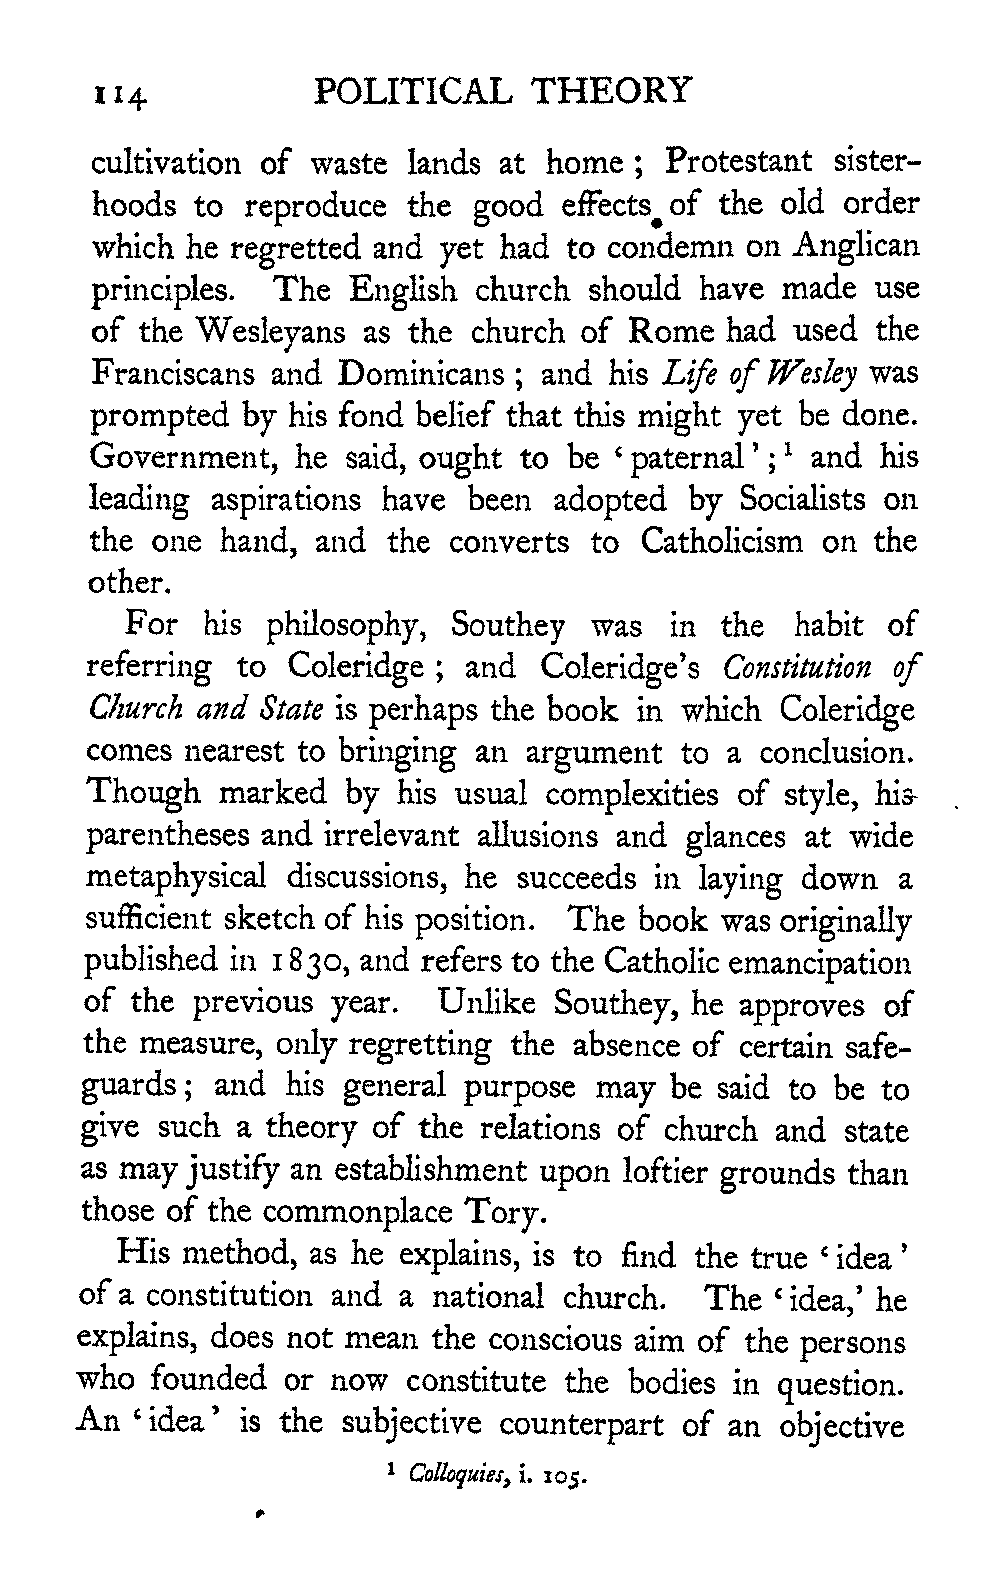 114 POLITICAL THEORY
cultivation of waste lands at home ; Protestant sister-
hoods to reproduce the good effects of the old order
which he regretted and yet had to condemn on Anglican
principles. The English church should have made use
of the Wesleyans as the church of Rome had used the
Franciscans and Dominicans ; and his Life of Wesley was
prompted by his fond belief that this might yet be done.
Government, he said, ought to be ‘ paternal ’ ; ¹ and his
leading aspirations have been adopted by Socialists on
the one hand, and the converts to Catholicism on the
other.
For his philosophy, Southey was in the habit of
referring to Coleridge ; and Coleridge’s Constitution of
Church and State is perhaps the book in which Coleridge
comes nearest to bringing an argument to a conclusion.
Though marked by his usual complexities of style, his
parentheses and irrelevant allusions and glances at wide
metaphysical discussions, he succeeds in laying down a
sufficient sketch of his position. The book was originally
published in 1830, and refers to the Catholic emancipation
of the previous year. Unlike Southey, he approves of
the measure, only regretting the absence of certain safe-
guards ; and his general purpose may be said to be to
give such a theory of the relations of church and state
as may justify an establishment upon loftier grounds than
those of the commonplace Tory.
His method, as he explains, is to find the true ‘ idea ’
of a constitution and a national church. The ‘ idea,’ he
explains, does not mean the conscious aim of the persons
who founded or now constitute the bodies in question.
An ‘ idea ’ is the subjective counterpart of an objective
¹ Colloquies, i. 105.